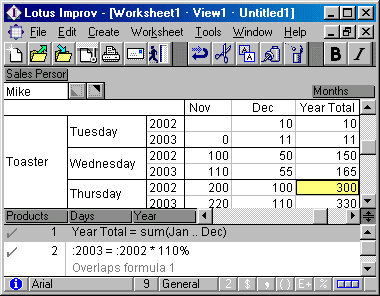 Lotus Improv - [Worksheet1 · View1 · Untitled1]
File Edit Create Worksheet Tools Window Help
B I
Sales Persor
Mike Months
Nov Dec Year Total
Toaster Tuesday 2002 10 10
2003 0 11 11
Wednesday 2002 100 50 150
2003 110 55 165
Thursday 2002 200 100 300
2003 220 110 330
Products Days Year
1 Year Total = sum(Jan .. Dec)
2 :2003 = :2002 * 110%
Overlaps formula 1
Arial 9 General 2 $ , () E+ %